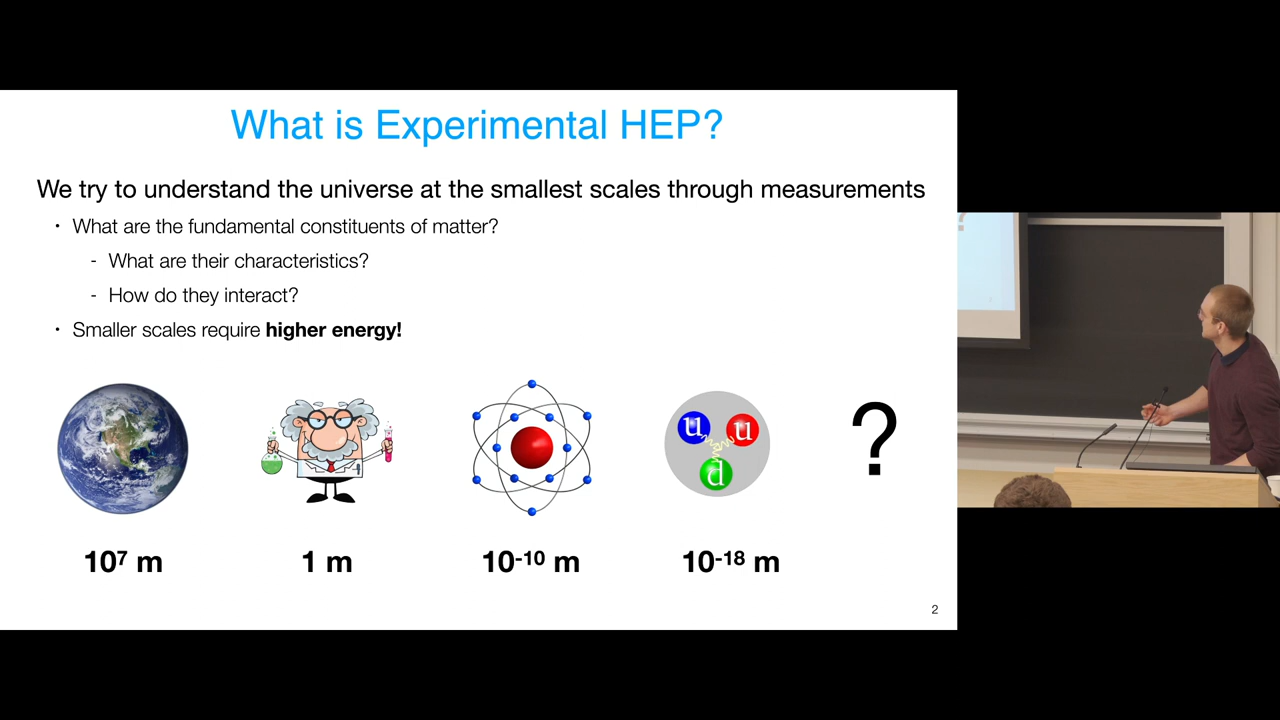 What is Experimental HEP?
We try to understand the universe at the smallest scales through measurements
• What are the fundamental constituents of matter?
- What are their characteristics?
- How do they interact?
• Smaller scales require higher energy!
u u
d
?
10⁷ m 1 m 10⁻¹⁰ m 10⁻¹⁸ m
2
?